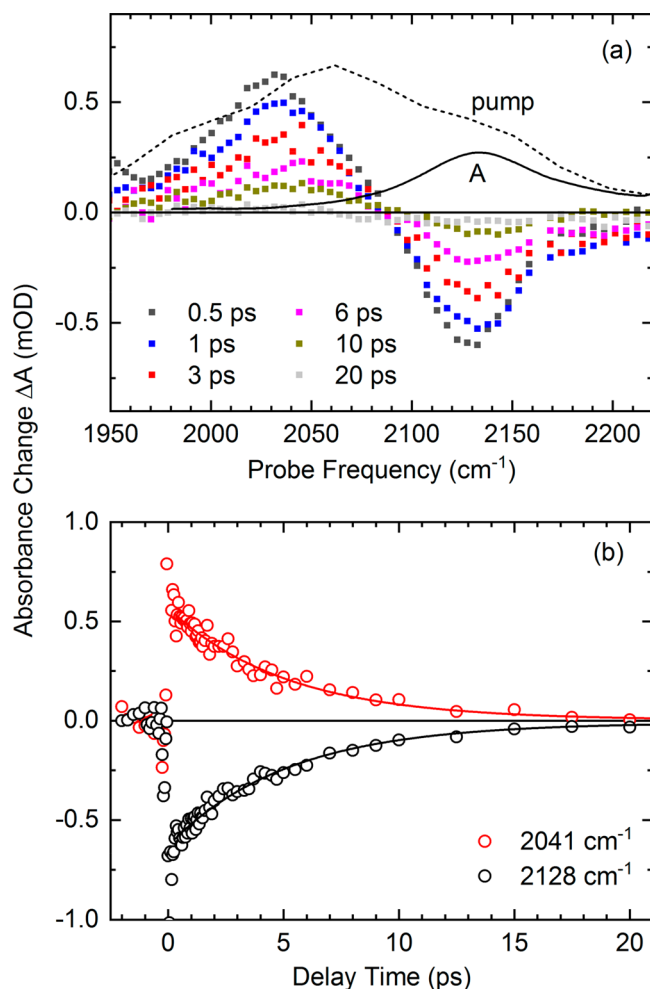 (a)
pump
A
0.5
0.0
-0.5
0.5 ps 6 ps
1 ps 10 ps
3 ps 20 ps
1950 2000 2050 2100 2150 2200
Probe Frequency (cm⁻¹)
Absorbance Change ΔA (mOD)
(b)
1.0
0.5
0.0
-0.5
-1.0
2041 cm⁻¹
2128 cm⁻¹
0 5 10 15 20
Delay Time (ps)